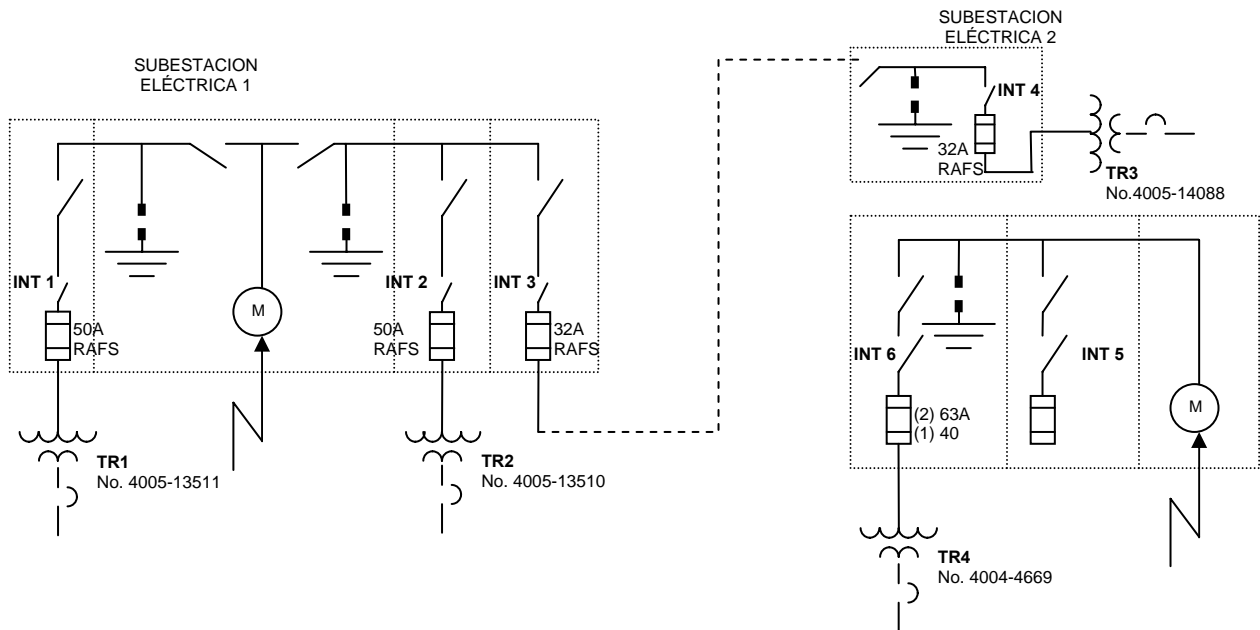 SUBESTACION
ELÉCTRICA 1
INT 1
50A
RAFS
M
INT 2
50A
RAFS
INT 3
32A
RAFS
TR1
No. 4005-13511
TR2
No. 4005-13510
SUBESTACION
ELÉCTRICA 2
INT 4
32A
RAFS
TR3
No.4005-14088
INT 6
(2) 63A
(1) 40
INT 5
M
TR4
No. 4004-4669